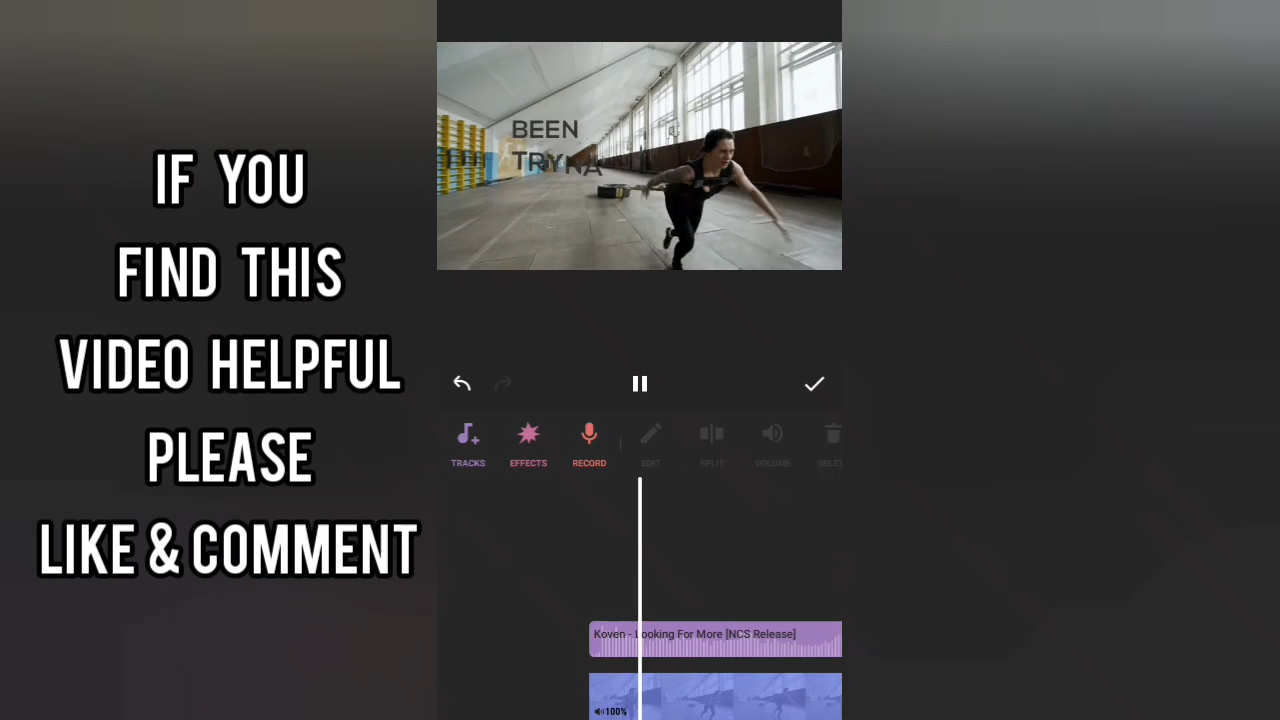 IF YOU
FIND THIS
VIDEO HELPFUL
PLEASE
LIKE & COMMENT
BEEN
TRYNA
TRACKS
EFFECTS
RECORD
EDIT
SPLIT
VOLUME
DELET
Koven - Looking For More [NCS Release]
100%